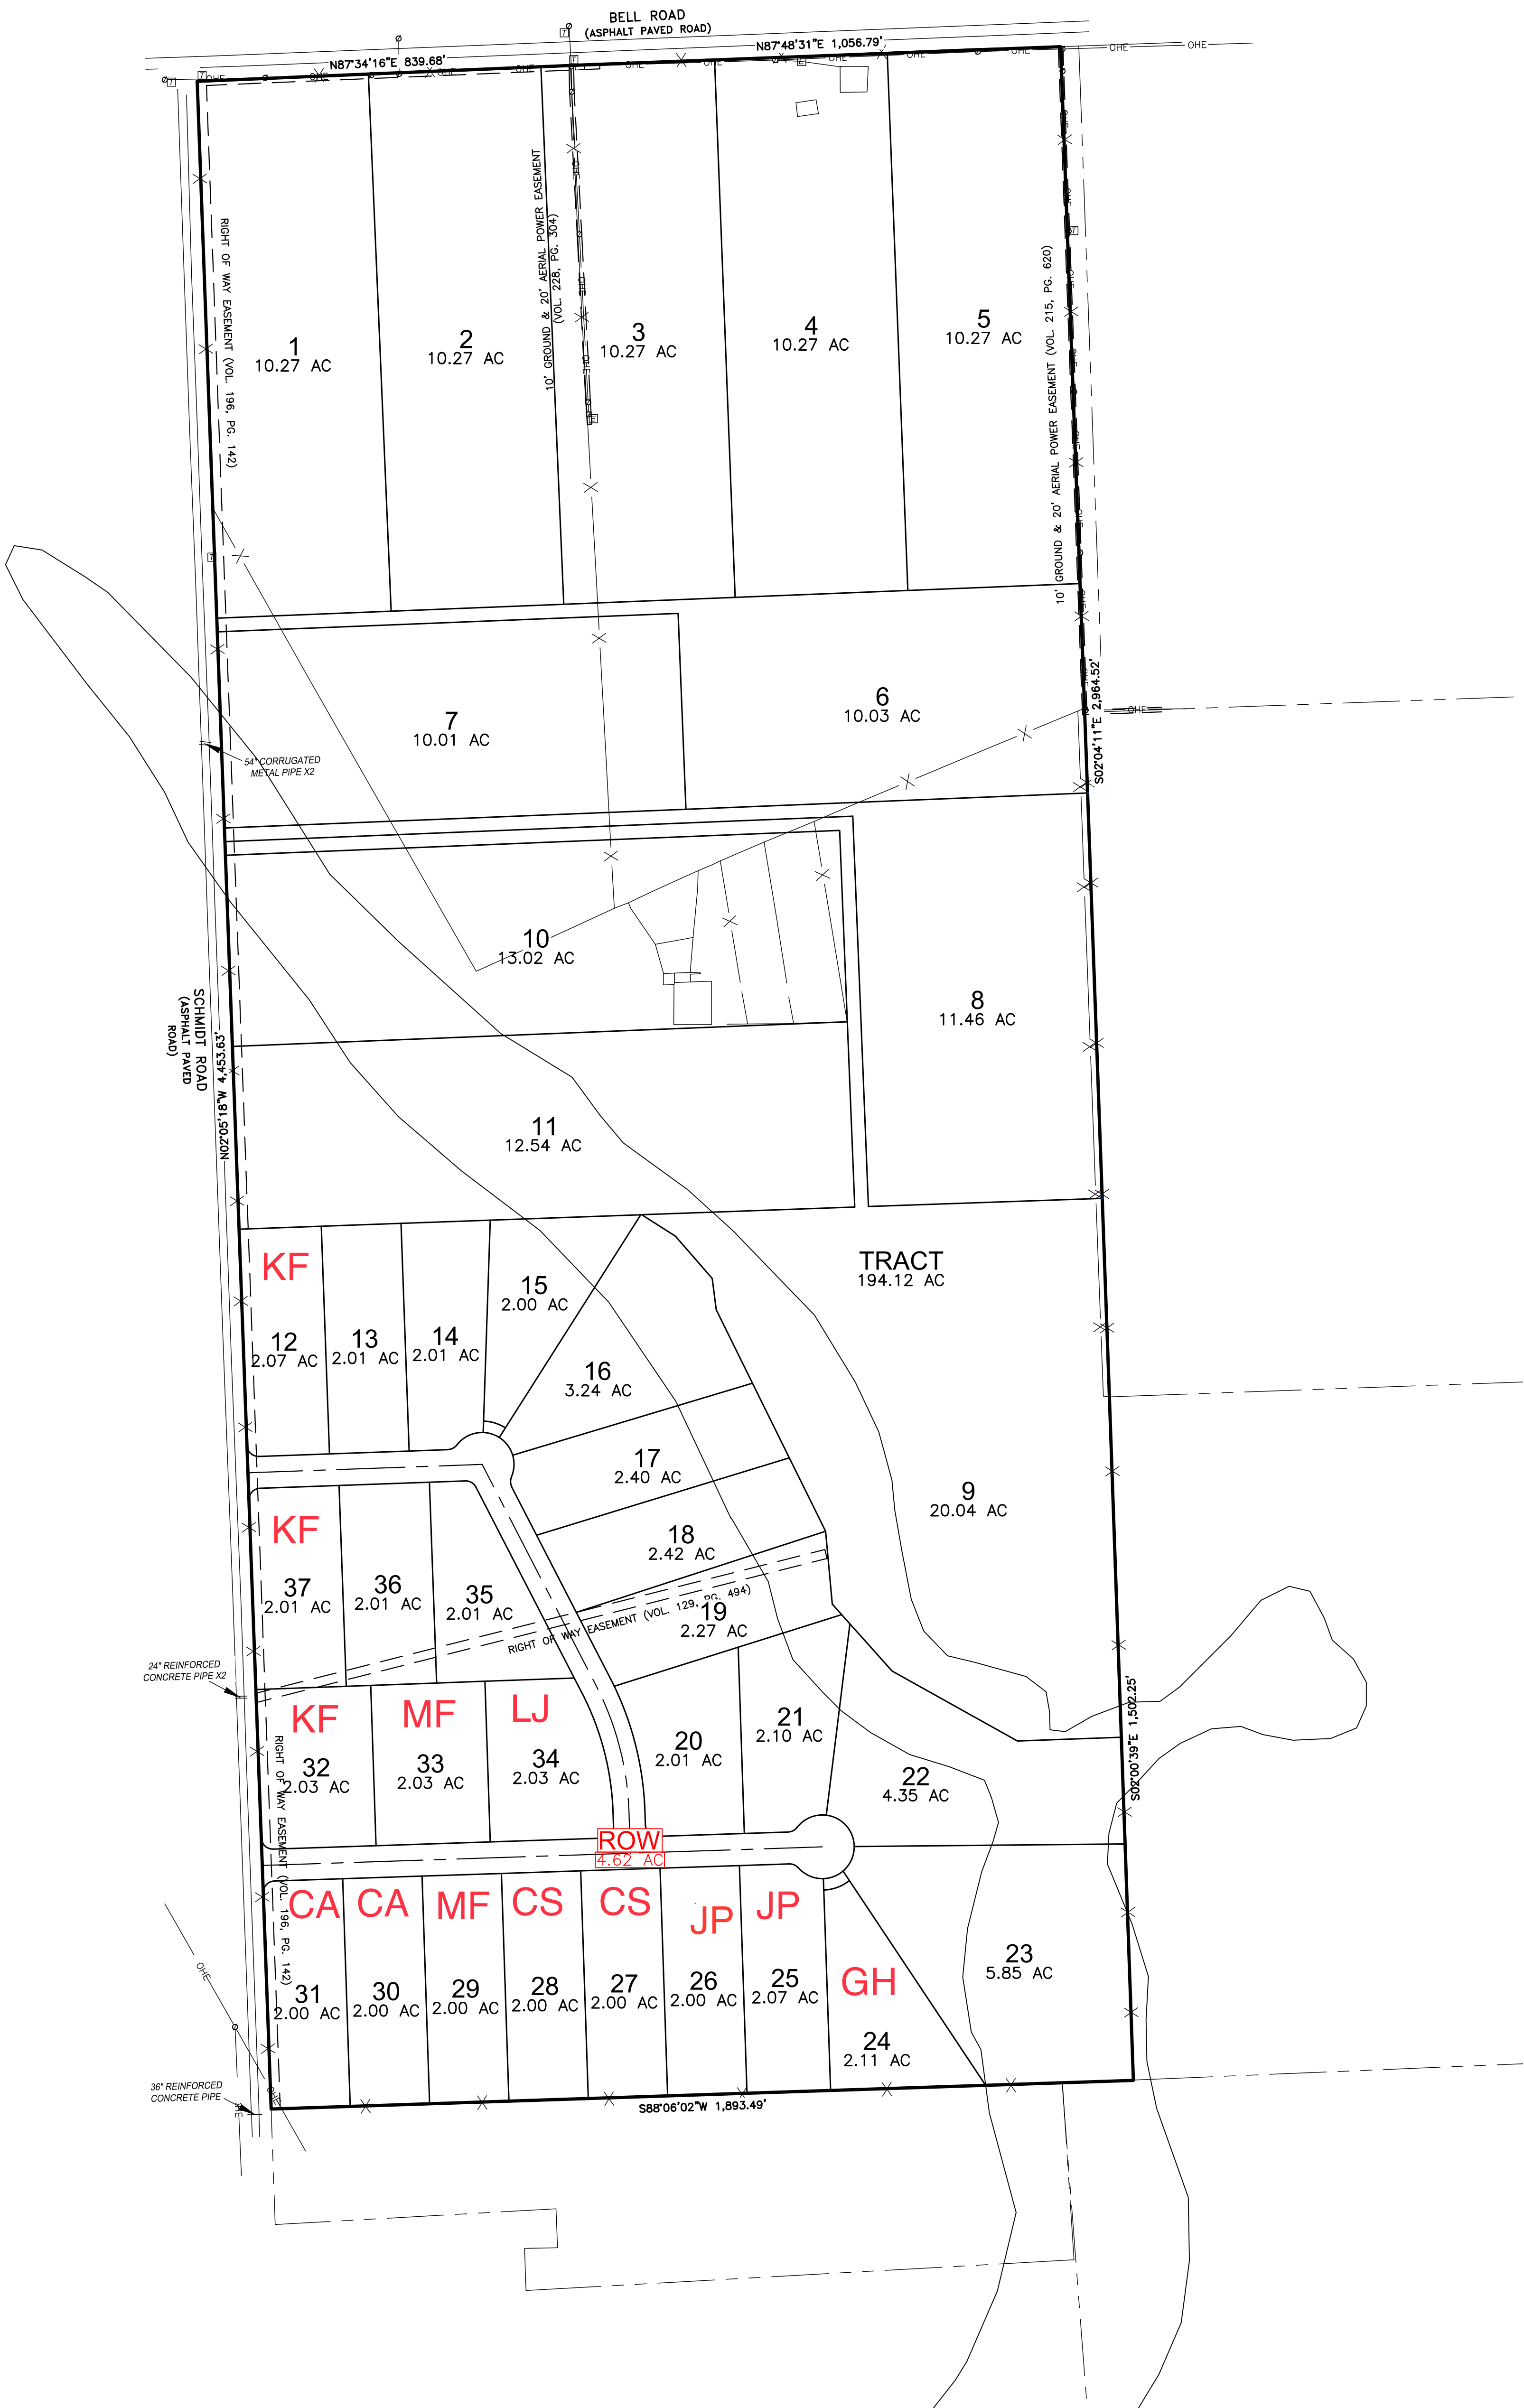 BELL ROAD
(ASPHALT PAVED ROAD)
N87°34'16"E 839.68'
N87°48'31"E 1,056.79'
OHE
OHE
OHE
OHE
OHE
OHE
OHE
OHE
OHE
OHE
RIGHT OF WAY EASEMENT (VOL. 196, PG. 142)
10' GROUND & 20' AERIAL POWER EASEMENT
(VOL. 228, PG. 304)
10' GROUND & 20' AERIAL POWER EASEMENT (VOL. 215, PG. 620)
1
10.27 AC
2
10.27 AC
3
10.27 AC
4
10.27 AC
5
10.27 AC
6
10.03 AC
7
10.01 AC
S02°04'11"E 2,964.52'
OHE
54" CORRUGATED
METAL PIPE X2
10
13.02 AC
8
11.46 AC
SCHMIDT ROAD
(ASPHALT PAVED
ROAD)
N02°05'18"W 4,453.63'
11
12.54 AC
TRACT
194.12 AC
KF
12
2.07 AC
13
2.01 AC
14
2.01 AC
15
2.00 AC
16
3.24 AC
17
2.40 AC
18
2.42 AC
9
20.04 AC
KF
37
2.01 AC
36
2.01 AC
35
2.01 AC
RIGHT OF WAY EASEMENT (VOL. 129, PG. 494)
19
2.27 AC
24" REINFORCED
CONCRETE PIPE X2
KF
32
2.03 AC
MF
33
2.03 AC
LJ
34
2.03 AC
20
2.01 AC
21
2.10 AC
22
4.35 AC
S02°00'39"E 1,502.25'
RIGHT OF WAY EASEMENT (VOL. 196, PG. 142)
ROW
4.62 AC
CA
31
2.00 AC
CA
30
2.00 AC
MF
29
2.00 AC
CS
28
2.00 AC
CS
27
2.00 AC
JP
26
2.00 AC
JP
25
2.07 AC
GH
24
2.11 AC
23
5.85 AC
OHE
OHE
OHE
36" REINFORCED
CONCRETE PIPE
S88°06'02"W 1,893.49'